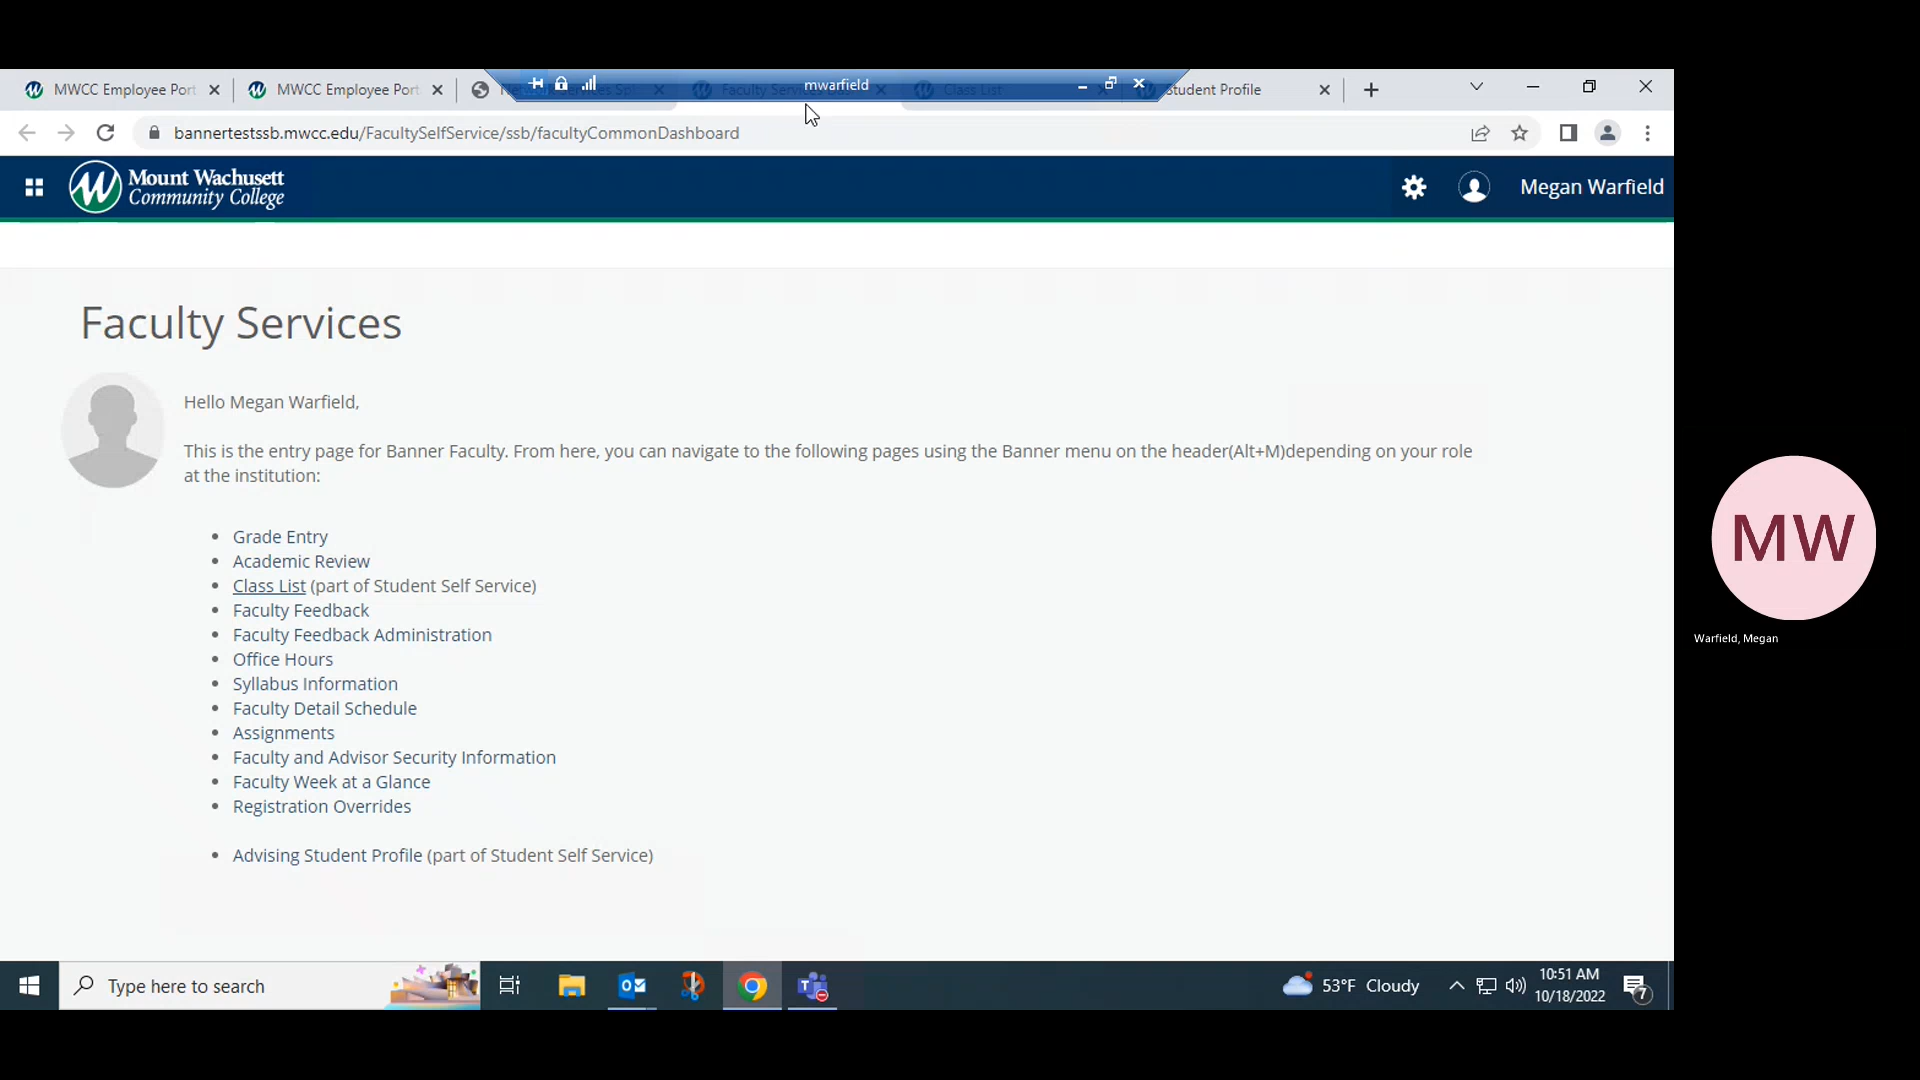 MWCC Employee Port
MWCC Employee Port
Faculty Serv
mwarfield
Class List
Student Profile
bannertestssb.mwcc.edu/FacultySelfService/ssb/facultyCommonDashboard
Mount Wachusett
Community College
Megan Warfield
Faculty Services
Hello Megan Warfield,
This is the entry page for Banner Faculty. From here, you can navigate to the following pages using the Banner menu on the header(Alt+M)depending on your role
at the institution:
Grade Entry
Academic Review
Class List (part of Student Self Service)
Faculty Feedback
Faculty Feedback Administration
Office Hours
Syllabus Information
Faculty Detail Schedule
Assignments
Faculty and Advisor Security Information
Faculty Week at a Glance
Registration Overrides
Advising Student Profile (part of Student Self Service)
MW
Warfield, Megan
Type here to search
53°F Cloudy
10:51 AM
10/18/2022
7